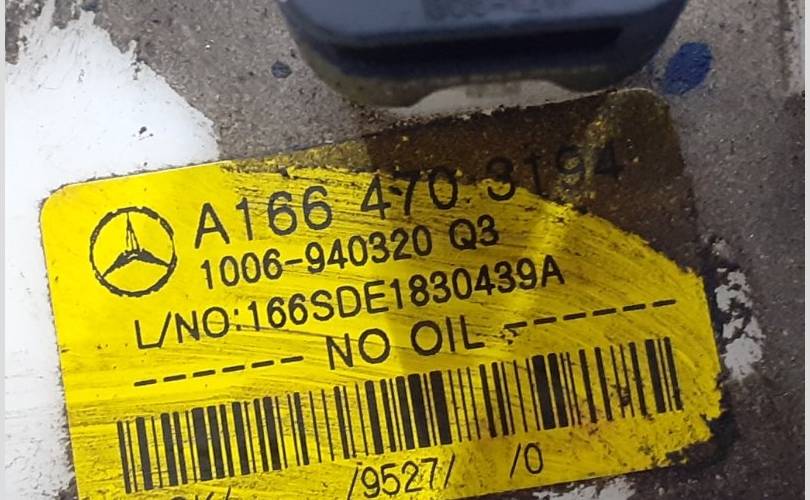 A166 470 3194
1006-940320 Q3
L/NO:166SDE1830439A
------ NO OIL -------
/9527/ /0